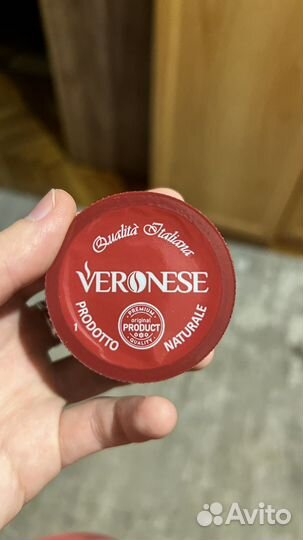 Qualità Italiana
VERONESE
PREMIUM
original
PRODUCT
QUALITY
1 PRODOTTO
NATURALE
Avito